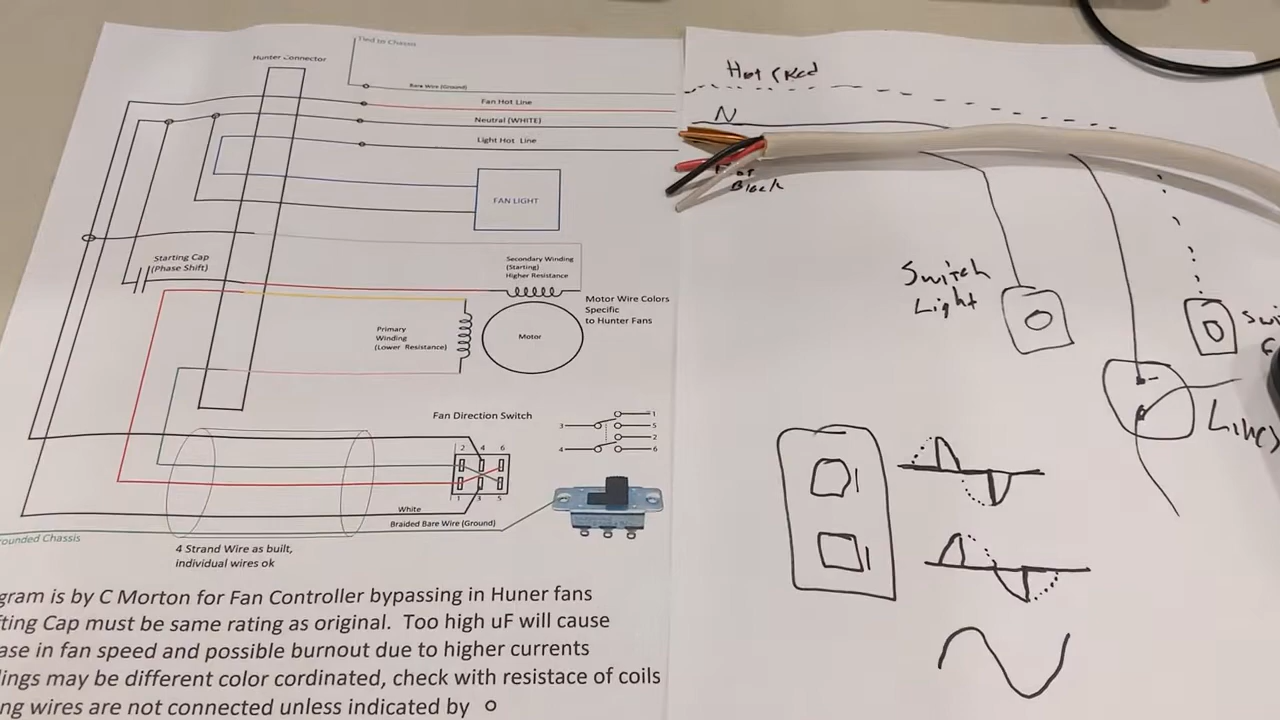 Tied to Chassis
Hunter Connector
Bare Wire (Ground)
Fan Hot Line
Neutral (WHITE)
Light Hot Line
FAN LIGHT
Starting Cap
(Phase Shift)
Secondary Winding
(Starting)
Higher Resistance
Motor Wire Colors
Specific
to Hunter Fans
Primary
Winding
(Lower Resistance)
Motor
Fan Direction Switch
3
4
1
5
2
6
2 4 6
1 3 5
White
Braided Bare Wire (Ground)
ounded Chassis
4 Strand Wire as built,
individual wires ok
gram is by C Morton for Fan Controller bypassing in Huner fans
ting Cap must be same rating as original. Too high uF will cause
ase in fan speed and possible burnout due to higher currents
lings may be different color cordinated, check with resistace of coils
ng wires are not connected unless indicated by o
Hot (Red
N
Black
Switch
Light
Swi